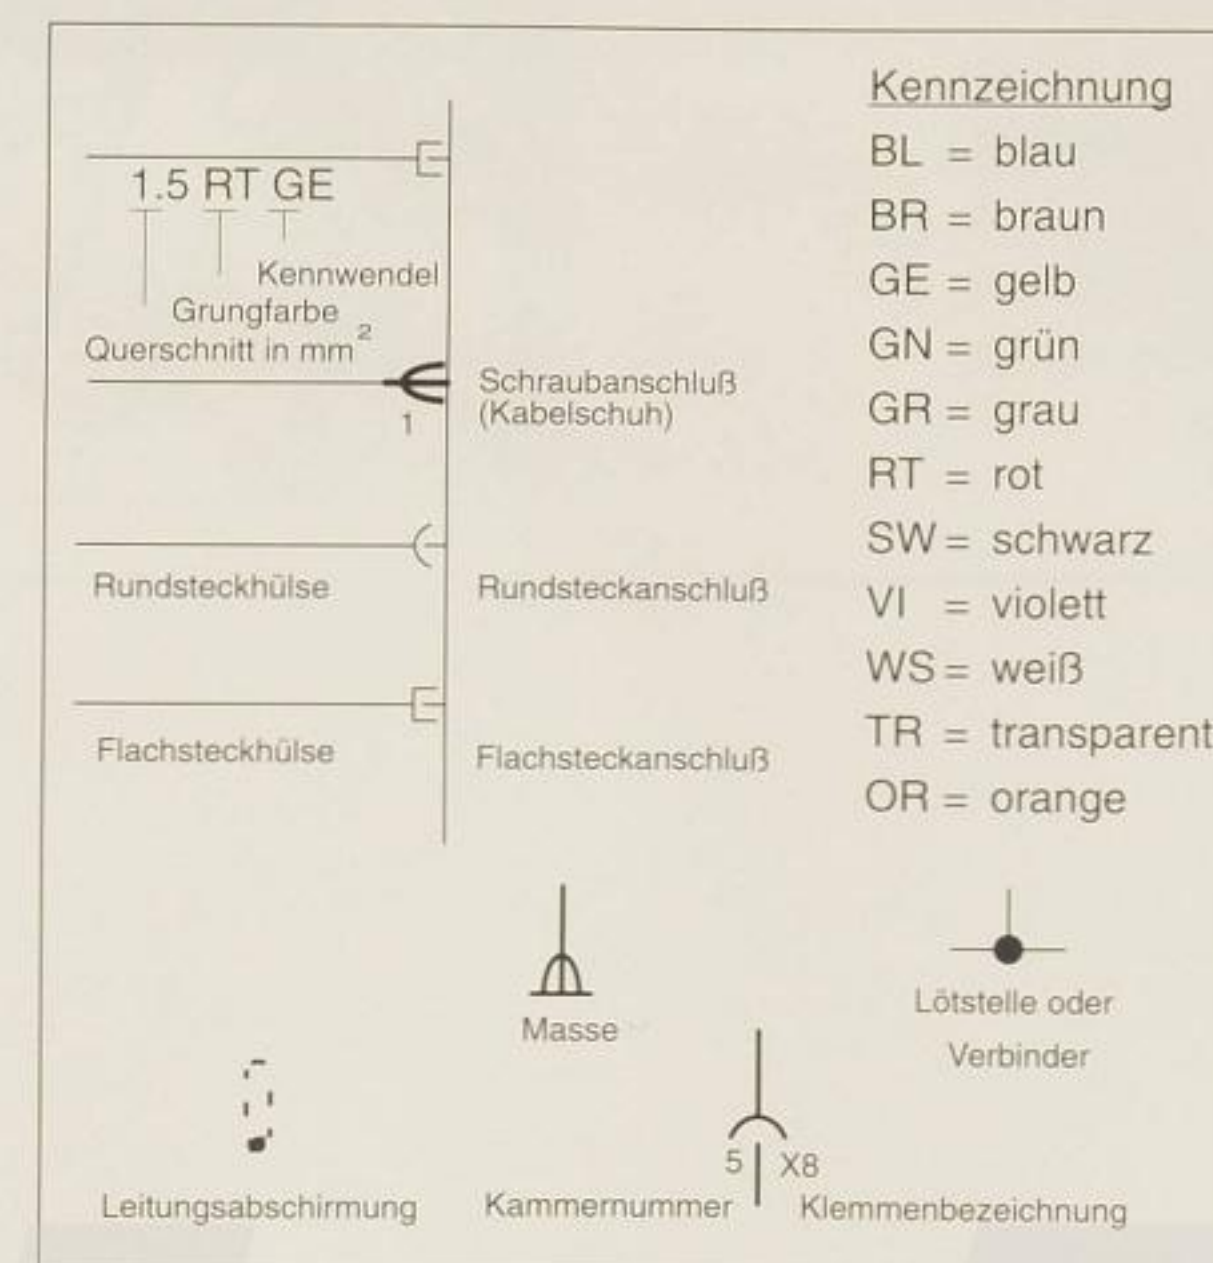 1.5 RT GE
Kennwendel
Grungfarbe
Querschnitt in mm²
1
Schraubanschluß
(Kabelschuh)
Rundsteckhülse
Rundsteckanschluß
Flachsteckhülse
Flachsteckanschluß
Kennzeichnung
BL = blau
BR = braun
GE = gelb
GN = grün
GR = grau
RT = rot
SW = schwarz
VI = violett
WS = weiß
TR = transparent
OR = orange
Masse
Lötstelle oder
Verbinder
5 X8
Leitungsabschirmung
Kammernummer
Klemmenbezeichnung